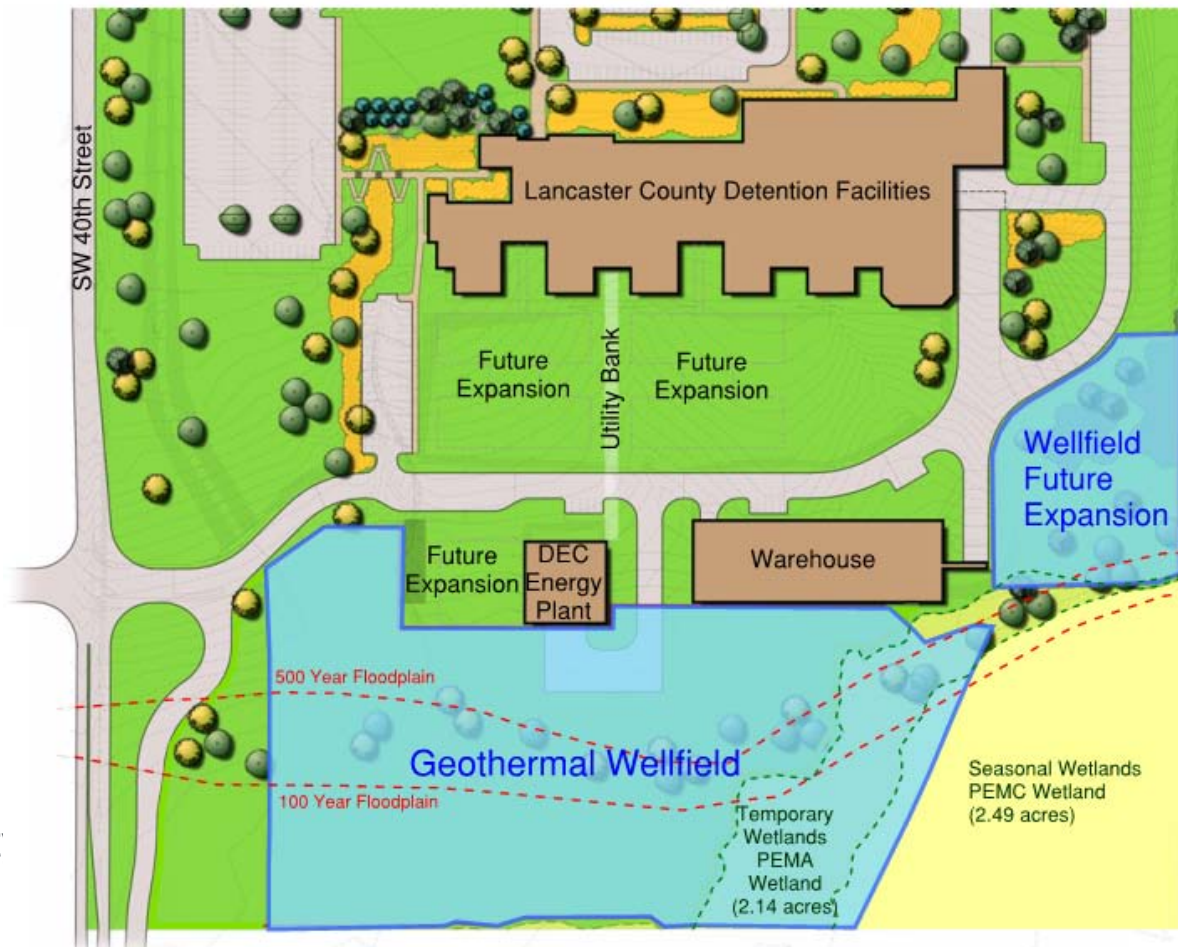 SW 40th Street
Lancaster County Detention Facilities
Future
Expansion
Utility Bank
Future
Expansion
Wellfield
Future
Expansion
Future
Expansion
DEC
Energy
Plant
Warehouse
500 Year Floodplain
Geothermal Wellfield
100 Year Floodplain
Seasonal Wetlands
PEMC Wetland
(2.49 acres)
Temporary
Wetlands
PEMA
Wetland
(2.14 acres)